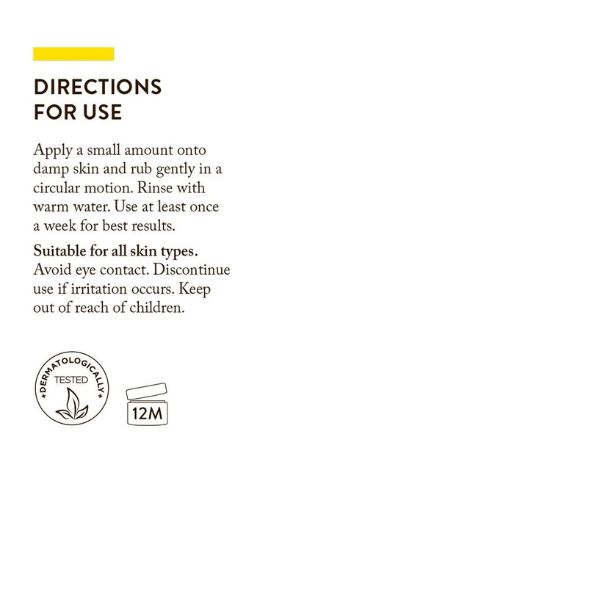 DIRECTIONS
FOR USE
Apply a small amount onto
damp skin and rub gently in a
circular motion. Rinse with
warm water. Use at least once
a week for best results.
Suitable for all skin types.
Avoid eye contact. Discontinue
use if irritation occurs. Keep
out of reach of children.
+DERMATOLOGICALLY+
TESTED
12M